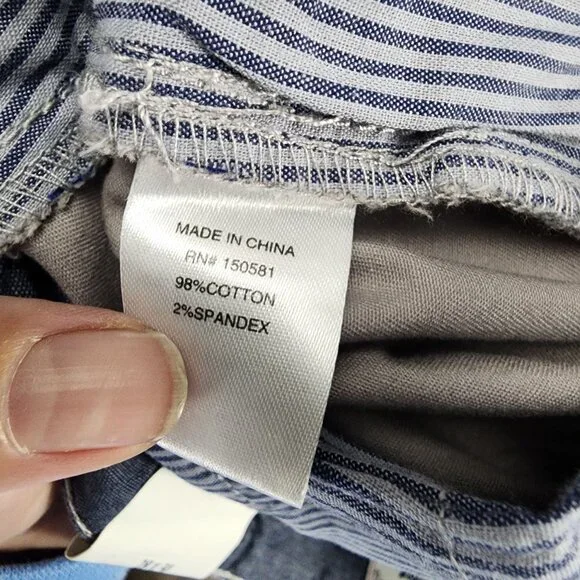 MADE IN CHINA
RN# 150581
98%COTTON
2%SPANDEX